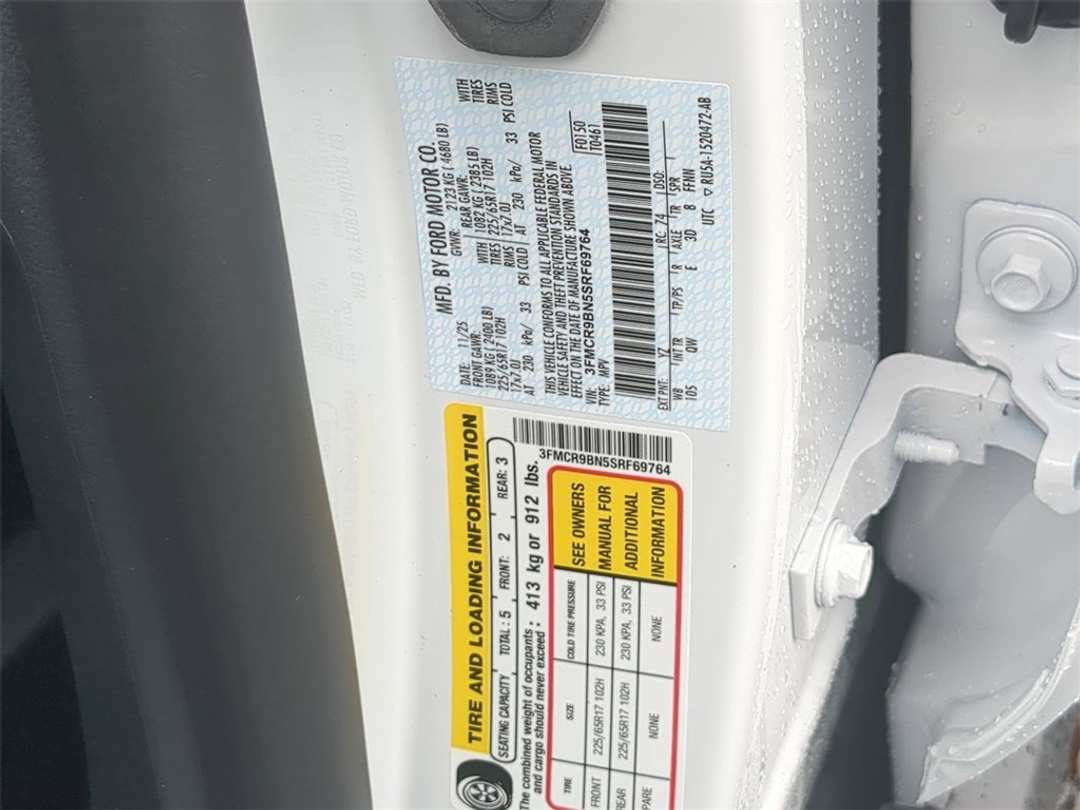 MFD. BY FORD MOTOR CO.
DATE: 11/25 GVWR: 2123 KG ( 4680 LB)
FRONT GAWR: REAR GAWR: WITH
1089 KG ( 2400 LB) WITH 1082 KG ( 2385 LB) TIRES
225/65R17 102H TIRES 225/65R17 102H RIMS
17x7.0J RIMS 17x7.0J
AT 230 kPa/ 33 PSI COLD AT 230 kPa/ 33 PSI COLD
THIS VEHICLE CONFORMS TO ALL APPLICABLE FEDERAL MOTOR
VEHICLE SAFETY AND THEFT PREVENTION STANDARDS IN
EFFECT ON THE DATE OF MANUFACTURE SHOWN ABOVE.
VIN: 3FMCR9BN5SRF69764
TYPE: MPV
F0150
T0461
EXT PNT: YZ RC: 74 DSO:
WB INT TR TP/PS R AXLE TR SPR
105 QW E 3D 8 FFHN
UTC ▽ RU5A-1520472-AB
3FMCR9BN5SRF69764
TIRE AND LOADING INFORMATION
SEATING CAPACITY TOTAL : 5 FRONT: 2 REAR: 3
The combined weight of occupants
and cargo should never exceed : 413 kg or 912 lbs.
TIRE SIZE COLD TIRE PRESSURE
FRONT 225/65R17 102H 230 KPA, 33 PSI
REAR 225/65R17 102H 230 KPA, 33 PSI
SPARE NONE NONE
SEE OWNERS
MANUAL FOR
ADDITIONAL
INFORMATION